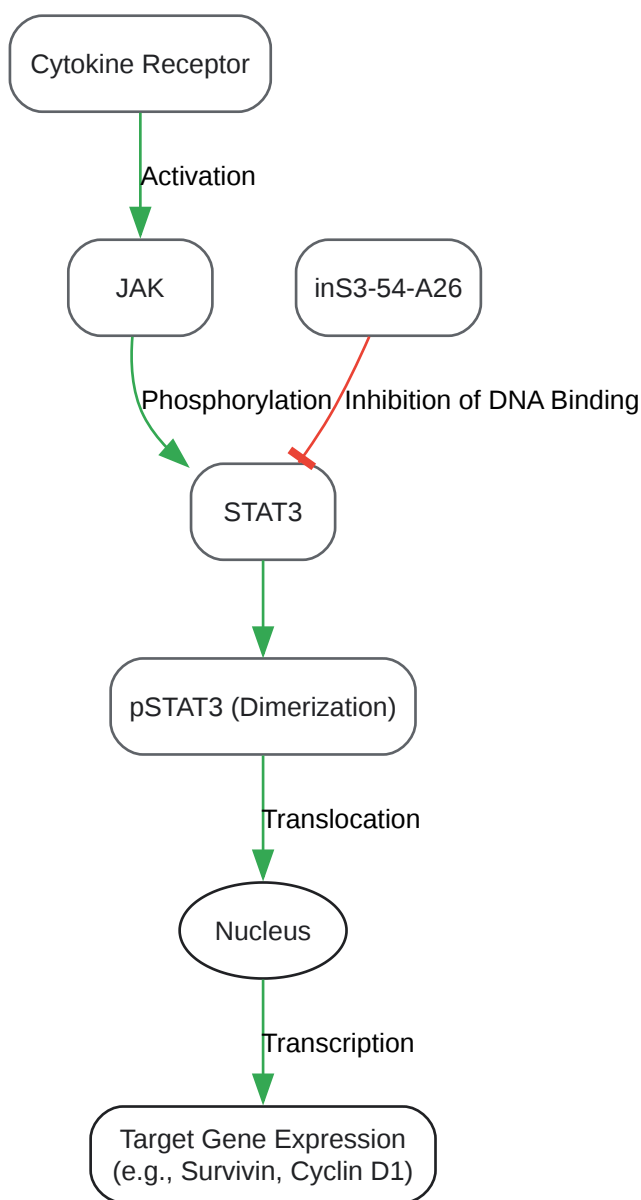 Cytokine Receptor
Activation
JAK
inS3-54-A26
Phosphorylation
Inhibition of DNA Binding
STAT3
pSTAT3 (Dimerization)
Translocation
Nucleus
Transcription
Target Gene Expression
(e.g., Survivin, Cyclin D1)